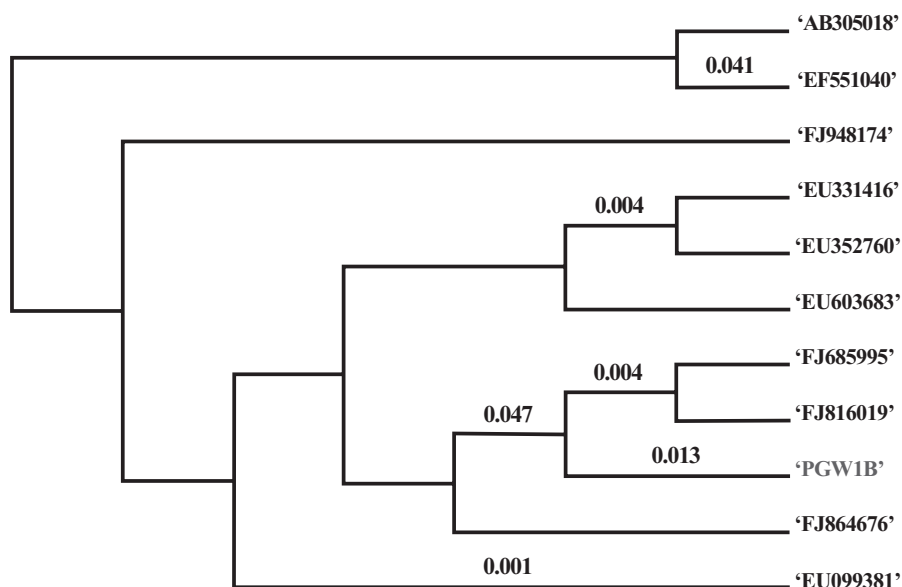 ‘AB305018’
0.041
‘EF551040’
‘FJ948174’
‘EU331416’
0.004
‘EU352760’
‘EU603683’
‘FJ685995’
0.004
‘FJ816019’
0.047
0.013
‘PGW1B’
‘FJ864676’
0.001
‘EU099381’